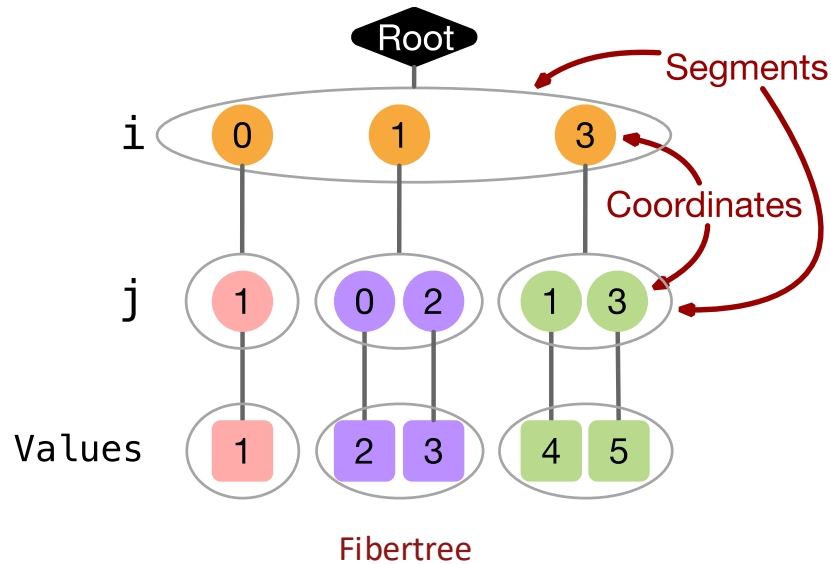 Root
Segments
i 0 1 3
Coordinates
j 1 0 2 1 3
Values 1 2 3 4 5
Fibertree